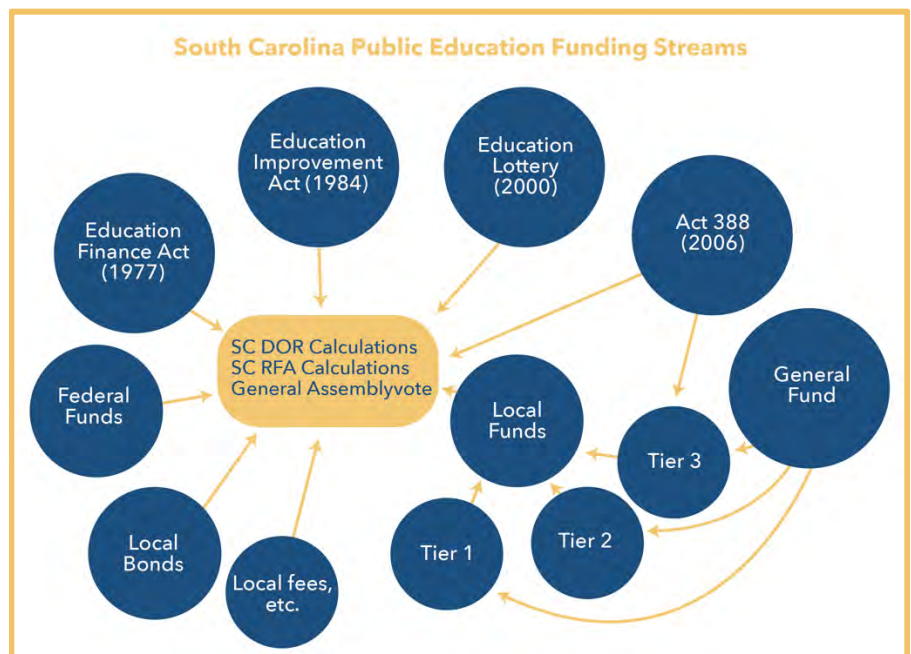 South Carolina Public Education Funding Streams
Education
Improvement
Act (1984)
Education
Lottery
(2000)
Education
Finance Act
(1977)
Act 388
(2006)
SC DOR Calculations
SC RFA Calculations
General Assemblyvote
General
Fund
Federal
Funds
Local
Funds
Tier 3
Local
Bonds
Tier 1
Tier 2
Local fees,
etc.